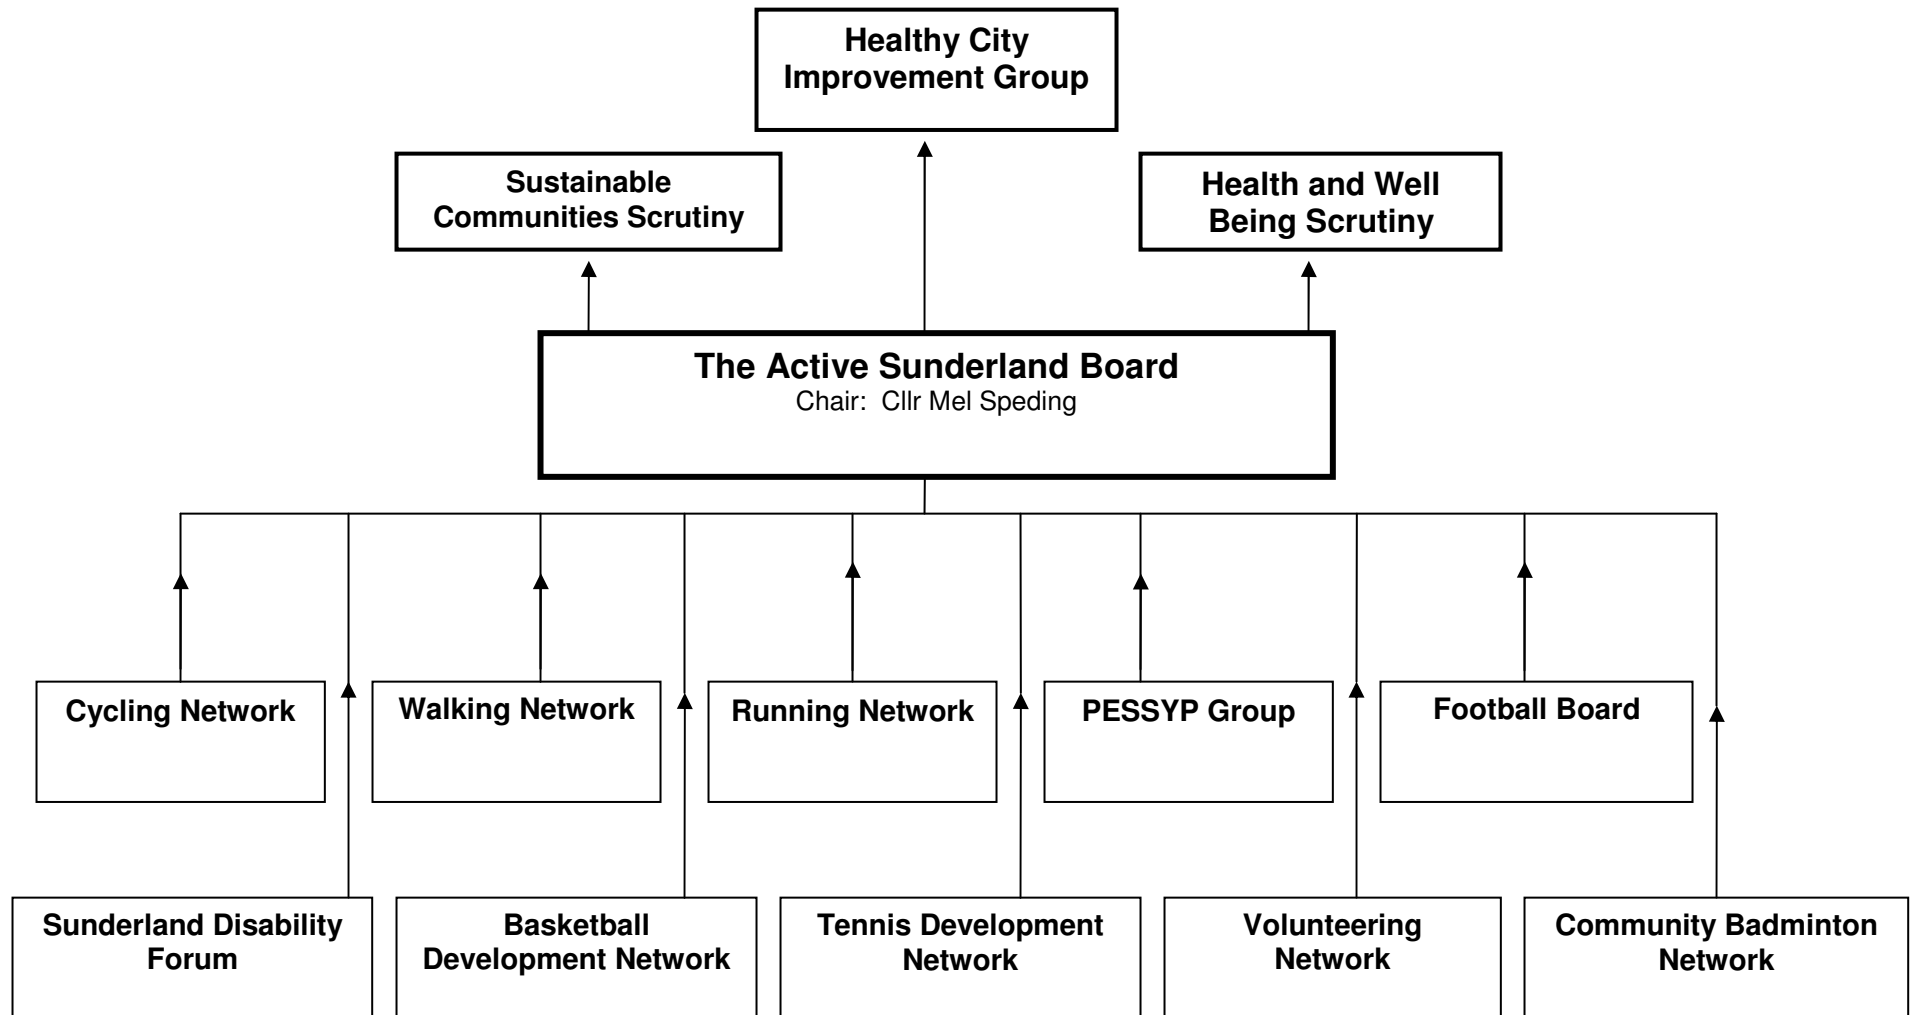 Healthy City
Improvement Group
Sustainable
Communities Scrutiny
Health and Well
Being Scrutiny
The Active Sunderland Board
Chair: Cllr Mel Speding
Cycling Network
Walking Network
Running Network
PESSYP Group
Football Board
Sunderland Disability
Forum
Basketball
Development Network
Tennis Development
Network
Volunteering
Network
Community Badminton
Network